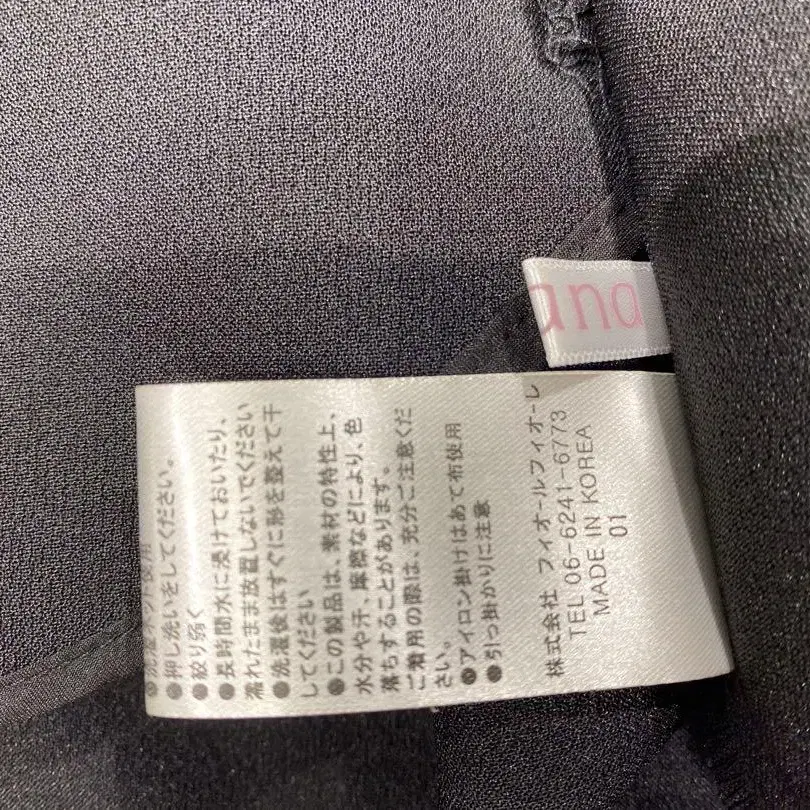 ana
●洗濯ネット使用
●押し洗いをしてください。
●絞り弱く
●長時間水に浸けておいたり、
濡れたまま放置しないでください
●洗濯後はすぐに形を整えて干
してください
●この製品は、素材の特性上、
水分や汗、摩擦などにより、色
落ちすることがあります。
ご着用の際は、充分ご注意くだ
さい。
●アイロン掛けはあて布使用
●引っ掛かりに注意
株式会社 フィオールフィオーレ
TEL 06-6241-6773
MADE IN KOREA
01